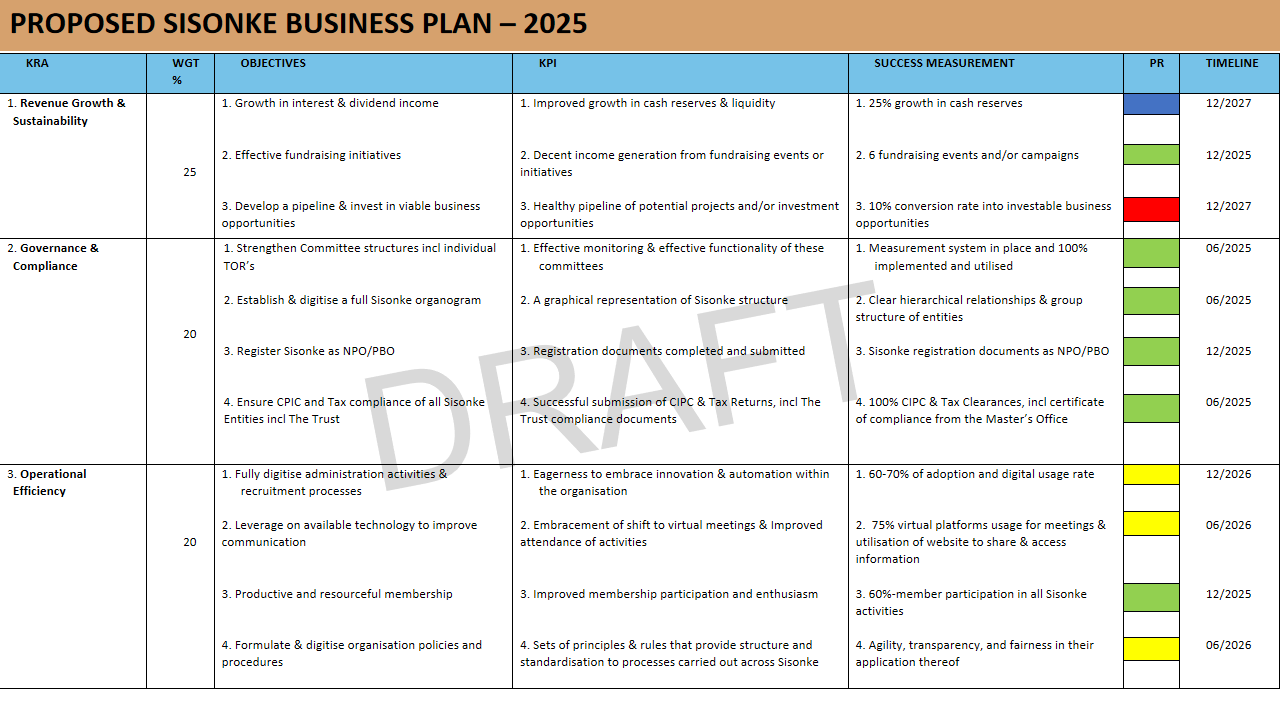 PROPOSED SISONKE BUSINESS PLAN – 2025
KRA
WGT
%
OBJECTIVES
KPI
SUCCESS MEASUREMENT
PR
TIMELINE
1. Revenue Growth &
Sustainability
25
1. Growth in interest & dividend income
1. Improved growth in cash reserves & liquidity
1. 25% growth in cash reserves
12/2027
2. Effective fundraising initiatives
2. Decent income generation from fundraising events or
initiatives
2. 6 fundraising events and/or campaigns
12/2025
3. Develop a pipeline & invest in viable business
opportunities
3. Healthy pipeline of potential projects and/or investment
opportunities
3. 10% conversion rate into investable business
opportunities
12/2027
2. Governance &
Compliance
20
1. Strengthen Committee structures incl individual
TOR’s
1. Effective monitoring & effective functionality of these
committees
1. Measurement system in place and 100%
implemented and utilised
06/2025
2. Establish & digitise a full Sisonke organogram
2. A graphical representation of Sisonke structure
2. Clear hierarchical relationships & group
structure of entities
06/2025
3. Register Sisonke as NPO/PBO
3. Registration documents completed and submitted
3. Sisonke registration documents as NPO/PBO
12/2025
4. Ensure CPIC and Tax compliance of all Sisonke
Entities incl The Trust
4. Successful submission of CIPC & Tax Returns, incl The
Trust compliance documents
4. 100% CIPC & Tax Clearances, incl certificate
of compliance from the Master’s Office
06/2025
3. Operational
Efficiency
20
1. Fully digitise administration activities &
recruitment processes
1. Eagerness to embrace innovation & automation within
the organisation
1. 60-70% of adoption and digital usage rate
12/2026
2. Leverage on available technology to improve
communication
2. Embracement of shift to virtual meetings & Improved
attendance of activities
2. 75% virtual platforms usage for meetings &
utilisation of website to share & access
information
06/2026
3. Productive and resourceful membership
3. Improved membership participation and enthusiasm
3. 60%-member participation in all Sisonke
activities
12/2025
4. Formulate & digitise organisation policies and
procedures
4. Sets of principles & rules that provide structure and
standardisation to processes carried out across Sisonke
4. Agility, transparency, and fairness in their
application thereof
06/2026
DRAFT